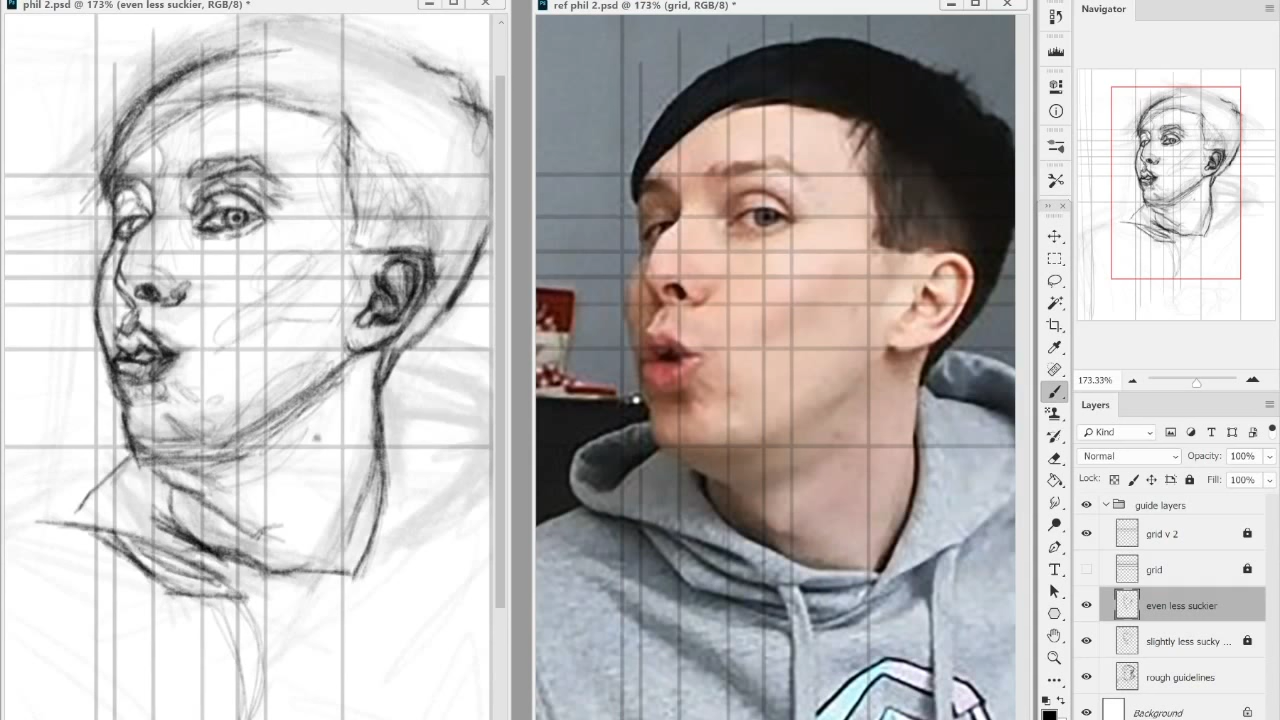 phil 2.psd @ 173% (even less suckier, RGB/8) *
ref phil 2.psd @ 173% (grid, RGB/8) *
Navigator
173.33%
Layers
Kind
Normal
Opacity: 100%
Lock:
Fill: 100%
guide layers
grid v 2
grid
even less suckier
slightly less sucky ...
rough guidelines
Background